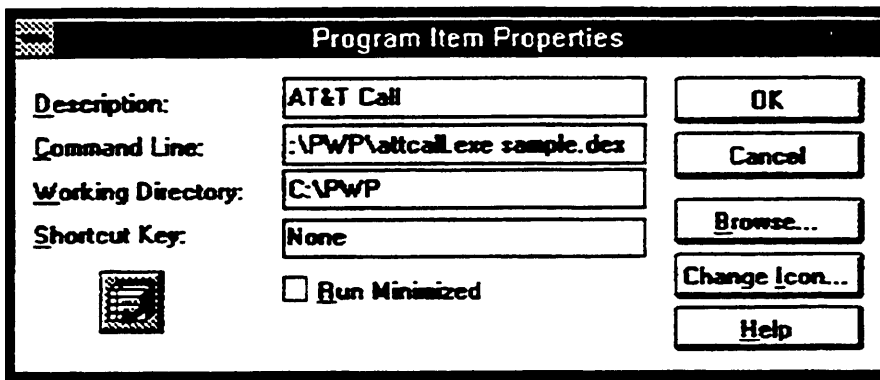 Program Item Properties
Description: AT&T Call
Command Line: :\PWP\attcall.exe sample.dex
Working Directory: C:\PWP
Shortcut Key: None
Run Minimized
OK
Cancel
Browse...
Change Icon...
Help